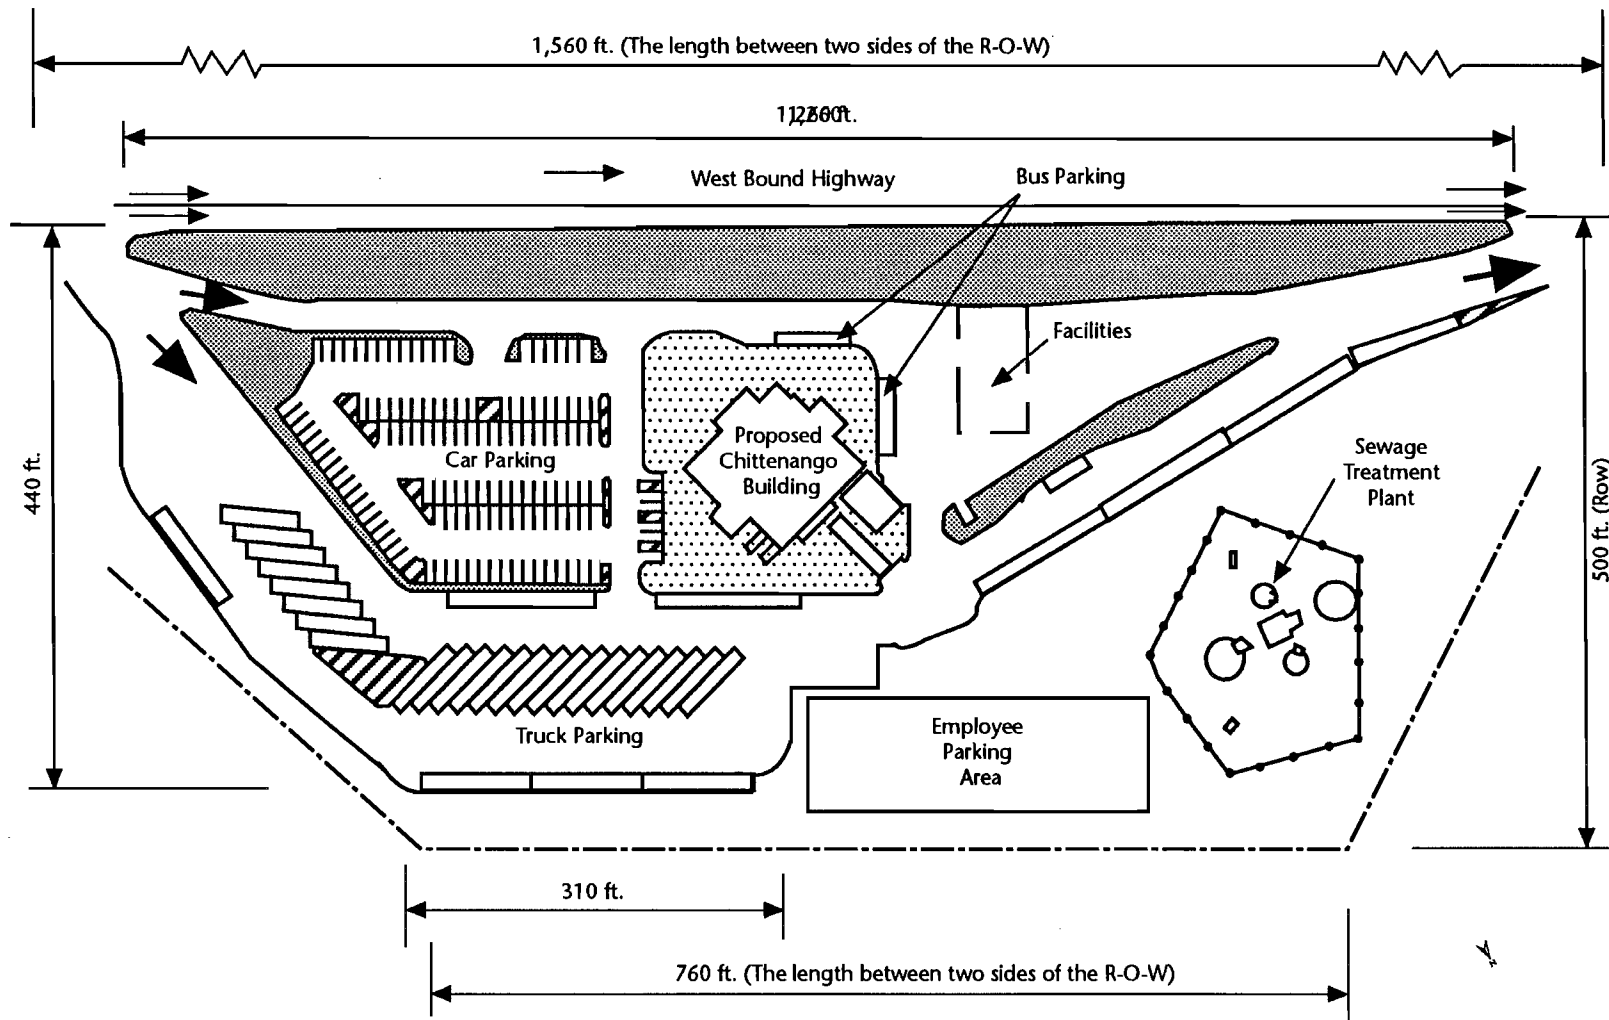 1,560 ft. (The length between two sides of the R-O-W)
West Bound Highway
Bus Parking
Facilities
Proposed
Chittenango
Building
Car Parking
Sewage
Treatment
Plant
440 ft.
500 ft. (Row)
Truck Parking
Employee
Parking
Area
310 ft.
760 ft. (The length between two sides of the R-O-W)